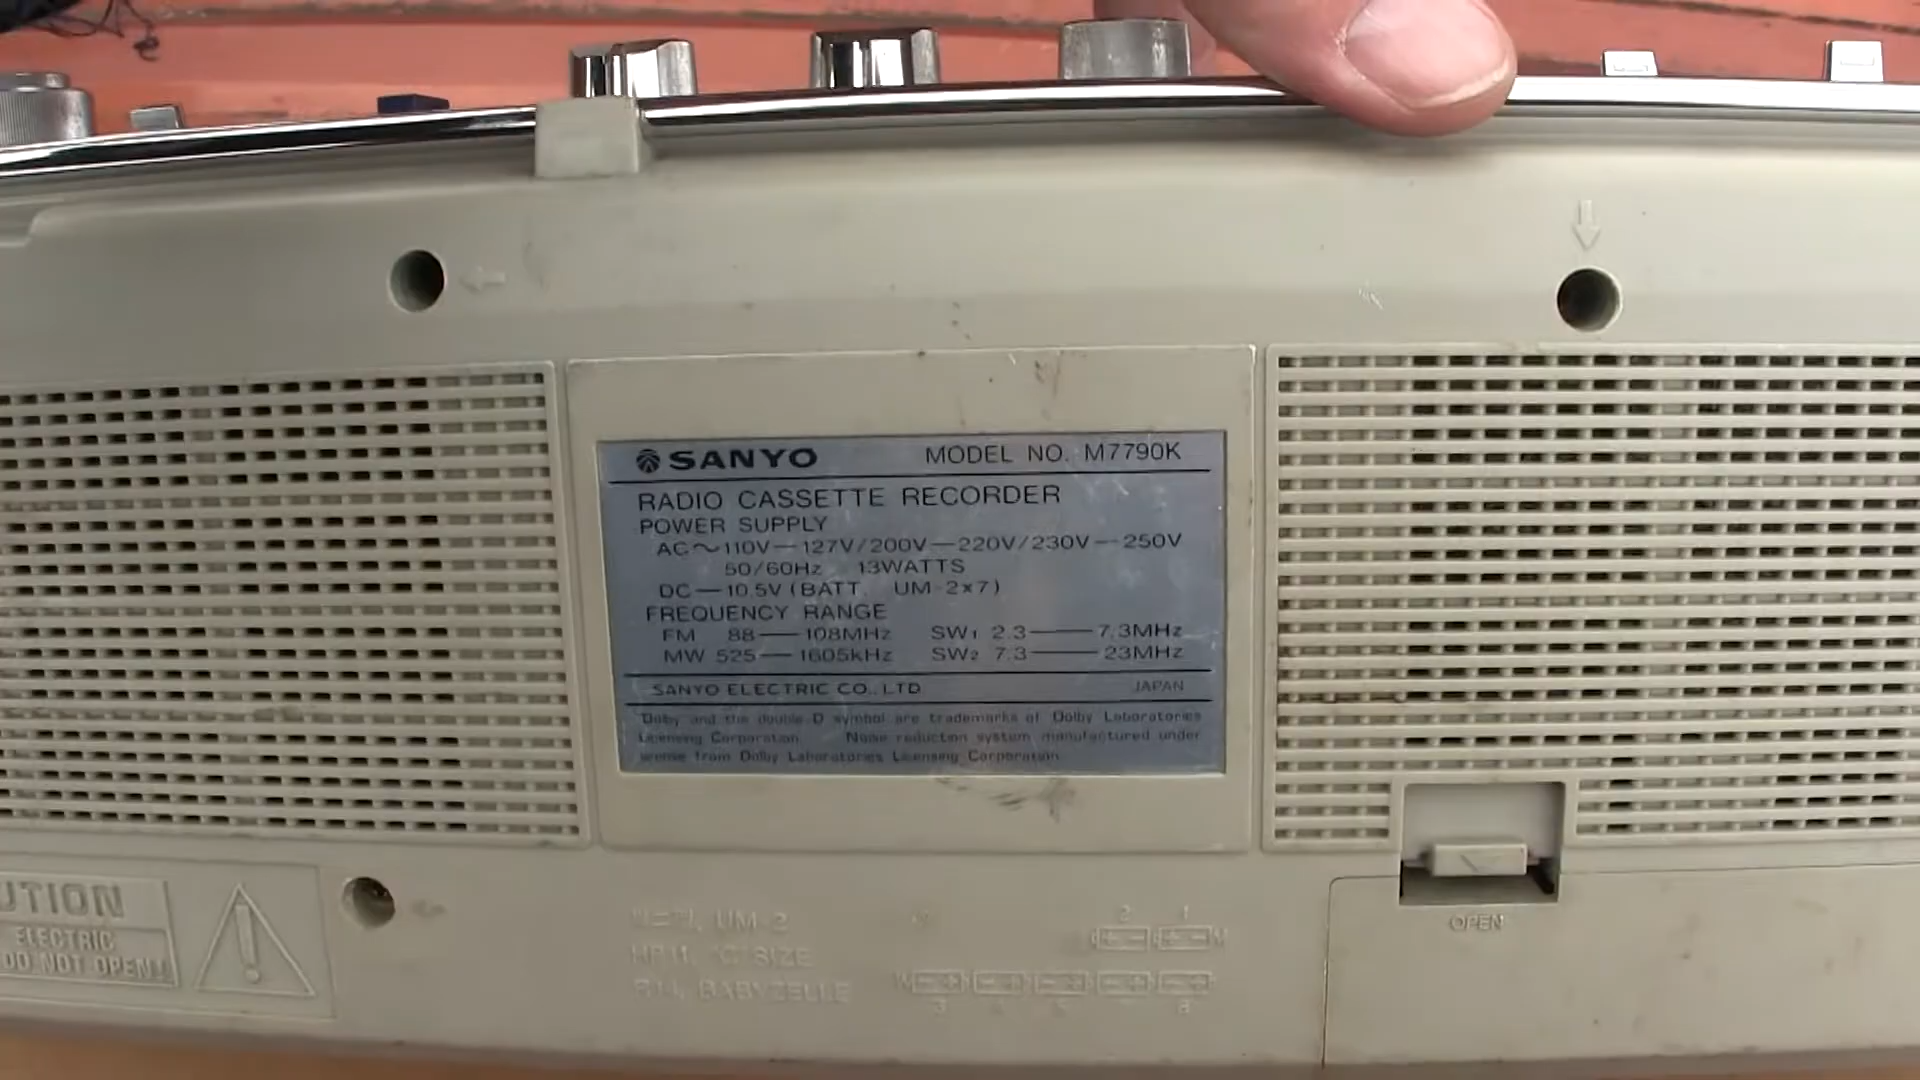 SANYO MODEL NO. M7790K
RADIO CASSETTE RECORDER
POWER SUPPLY
AC～110V—127V/200V—220V/230V—250V
50/60Hz 13WATTS
DC—10.5V (BATT. UM-2x7)
FREQUENCY RANGE
FM 88—108MHz SW1 2.3—7.3MHz
MW 525—1605kHz SW2 7.3—23MHz
SANYO ELECTRIC CO., LTD JAPAN
Dolby and the double-D symbol are trademarks of Dolby Laboratories
Licensing Corporation. Noise reduction system manufactured under
from Dolby Laboratories Licensing Corporation
ELECTRIC
DO NOT OPEN!
UM-2
"C" SIZE
BABYZELLE
2 1
3
OPEN